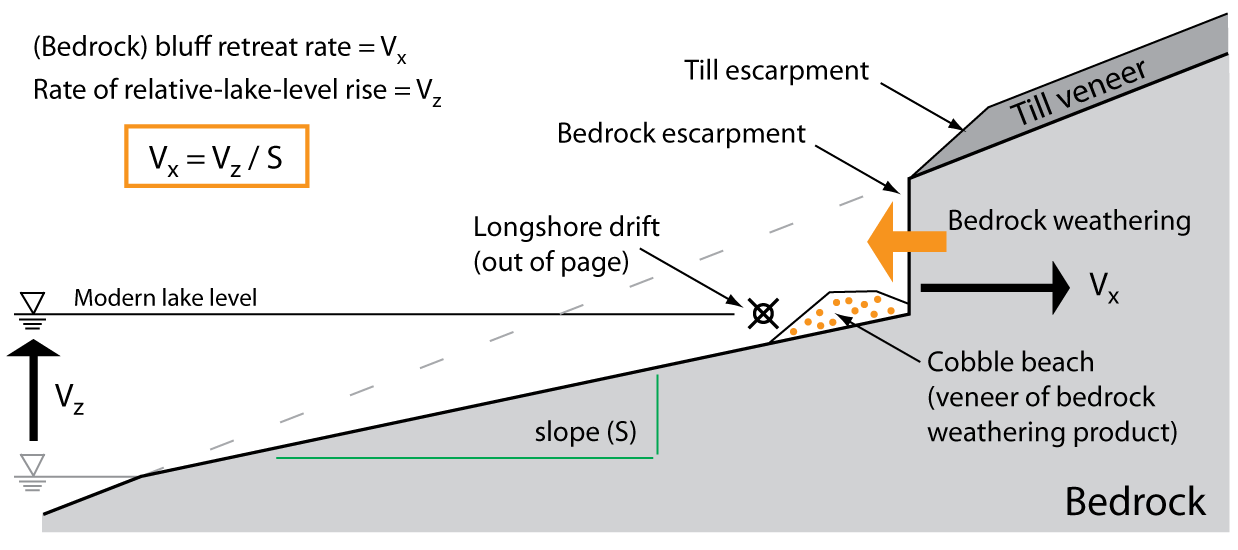 (Bedrock) bluff retreat rate = Vx
Rate of relative-lake-level rise = Vz
Vx = Vz / S
Till escarpment
Till veneer
Bedrock escarpment
Longshore drift
(out of page)
Bedrock weathering
Modern lake level
Vx
Vz
Cobble beach
(veneer of bedrock
weathering product)
slope (S)
Bedrock